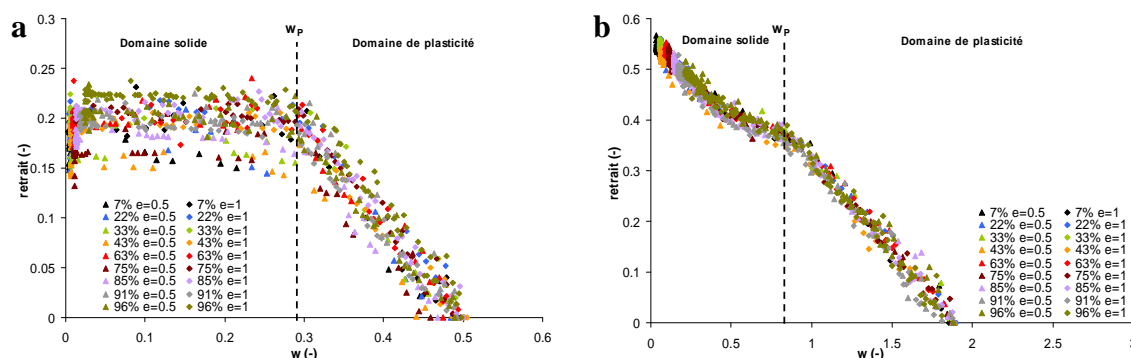 a
0.3
0.25
0.2
0.15
0.1
0.05
0
retrait (-)
Domaine solide
wP
Domaine de plasticité
7% e=0.5 7% e=1
22% e=0.5 22% e=1
33% e=0.5 33% e=1
43% e=0.5 43% e=1
63% e=0.5 63% e=1
75% e=0.5 75% e=1
85% e=0.5 85% e=1
91% e=0.5 91% e=1
96% e=0.5 96% e=1
0 0.1 0.2 0.3 0.4 0.5 0.6
w (-)
b
0.6
0.5
0.4
0.3
0.2
0.1
0.0
retrait (-)
Domaine solide
wP
Domaine de plasticité
7% e=0.5 7% e=1
22% e=0.5 22% e=1
33% e=0.5 33% e=1
43% e=0.5 43% e=1
63% e=0.5 63% e=1
75% e=0.5 75% e=1
85% e=0.5 85% e=1
91% e=0.5 91% e=1
96% e=0.5 96% e=1
0 0.5 1 1.5 2 2.5 3
w (-)